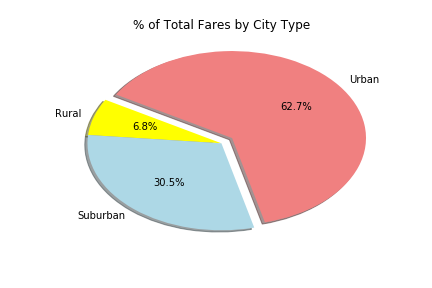 % of Total Fares by City Type
Urban
62.7%
Rural
6.8%
30.5%
Suburban